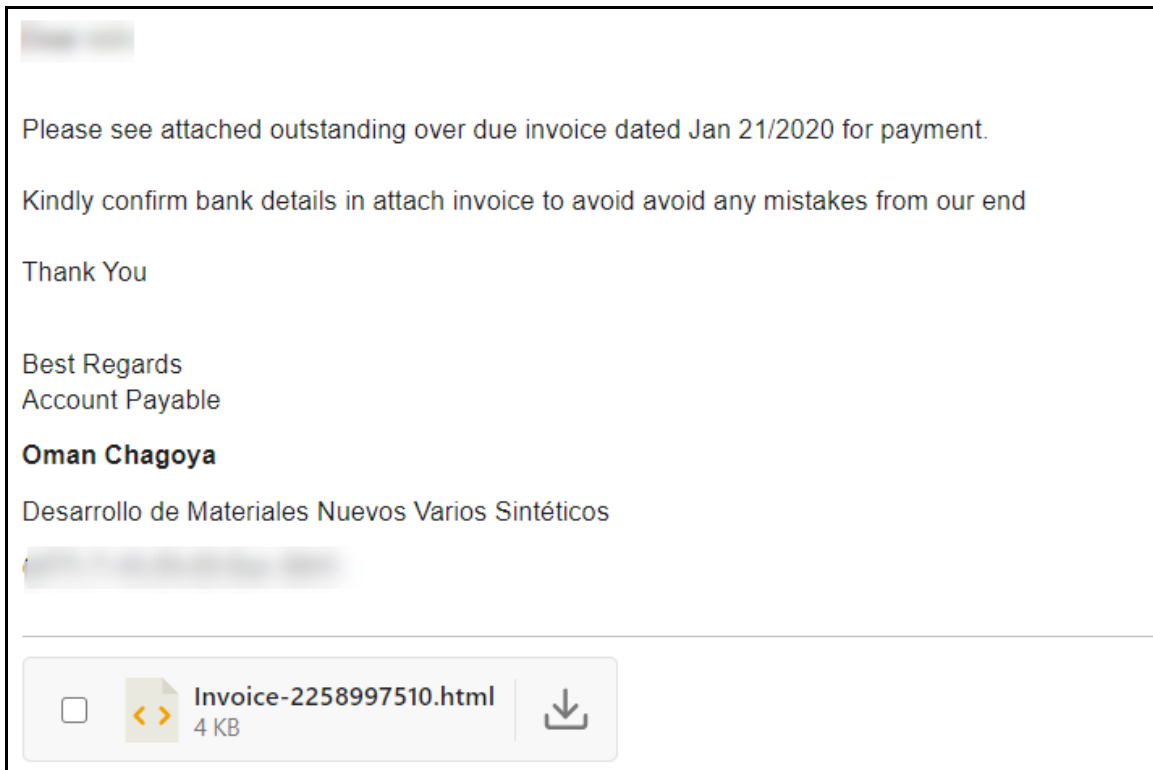 Please see attached outstanding over due invoice dated Jan 21/2020 for payment.
Kindly confirm bank details in attach invoice to avoid avoid any mistakes from our end
Thank You
Best Regards
Account Payable
Oman Chagoya
Desarrollo de Materiales Nuevos Varios Sintéticos
Invoice-2258997510.html
4 KB